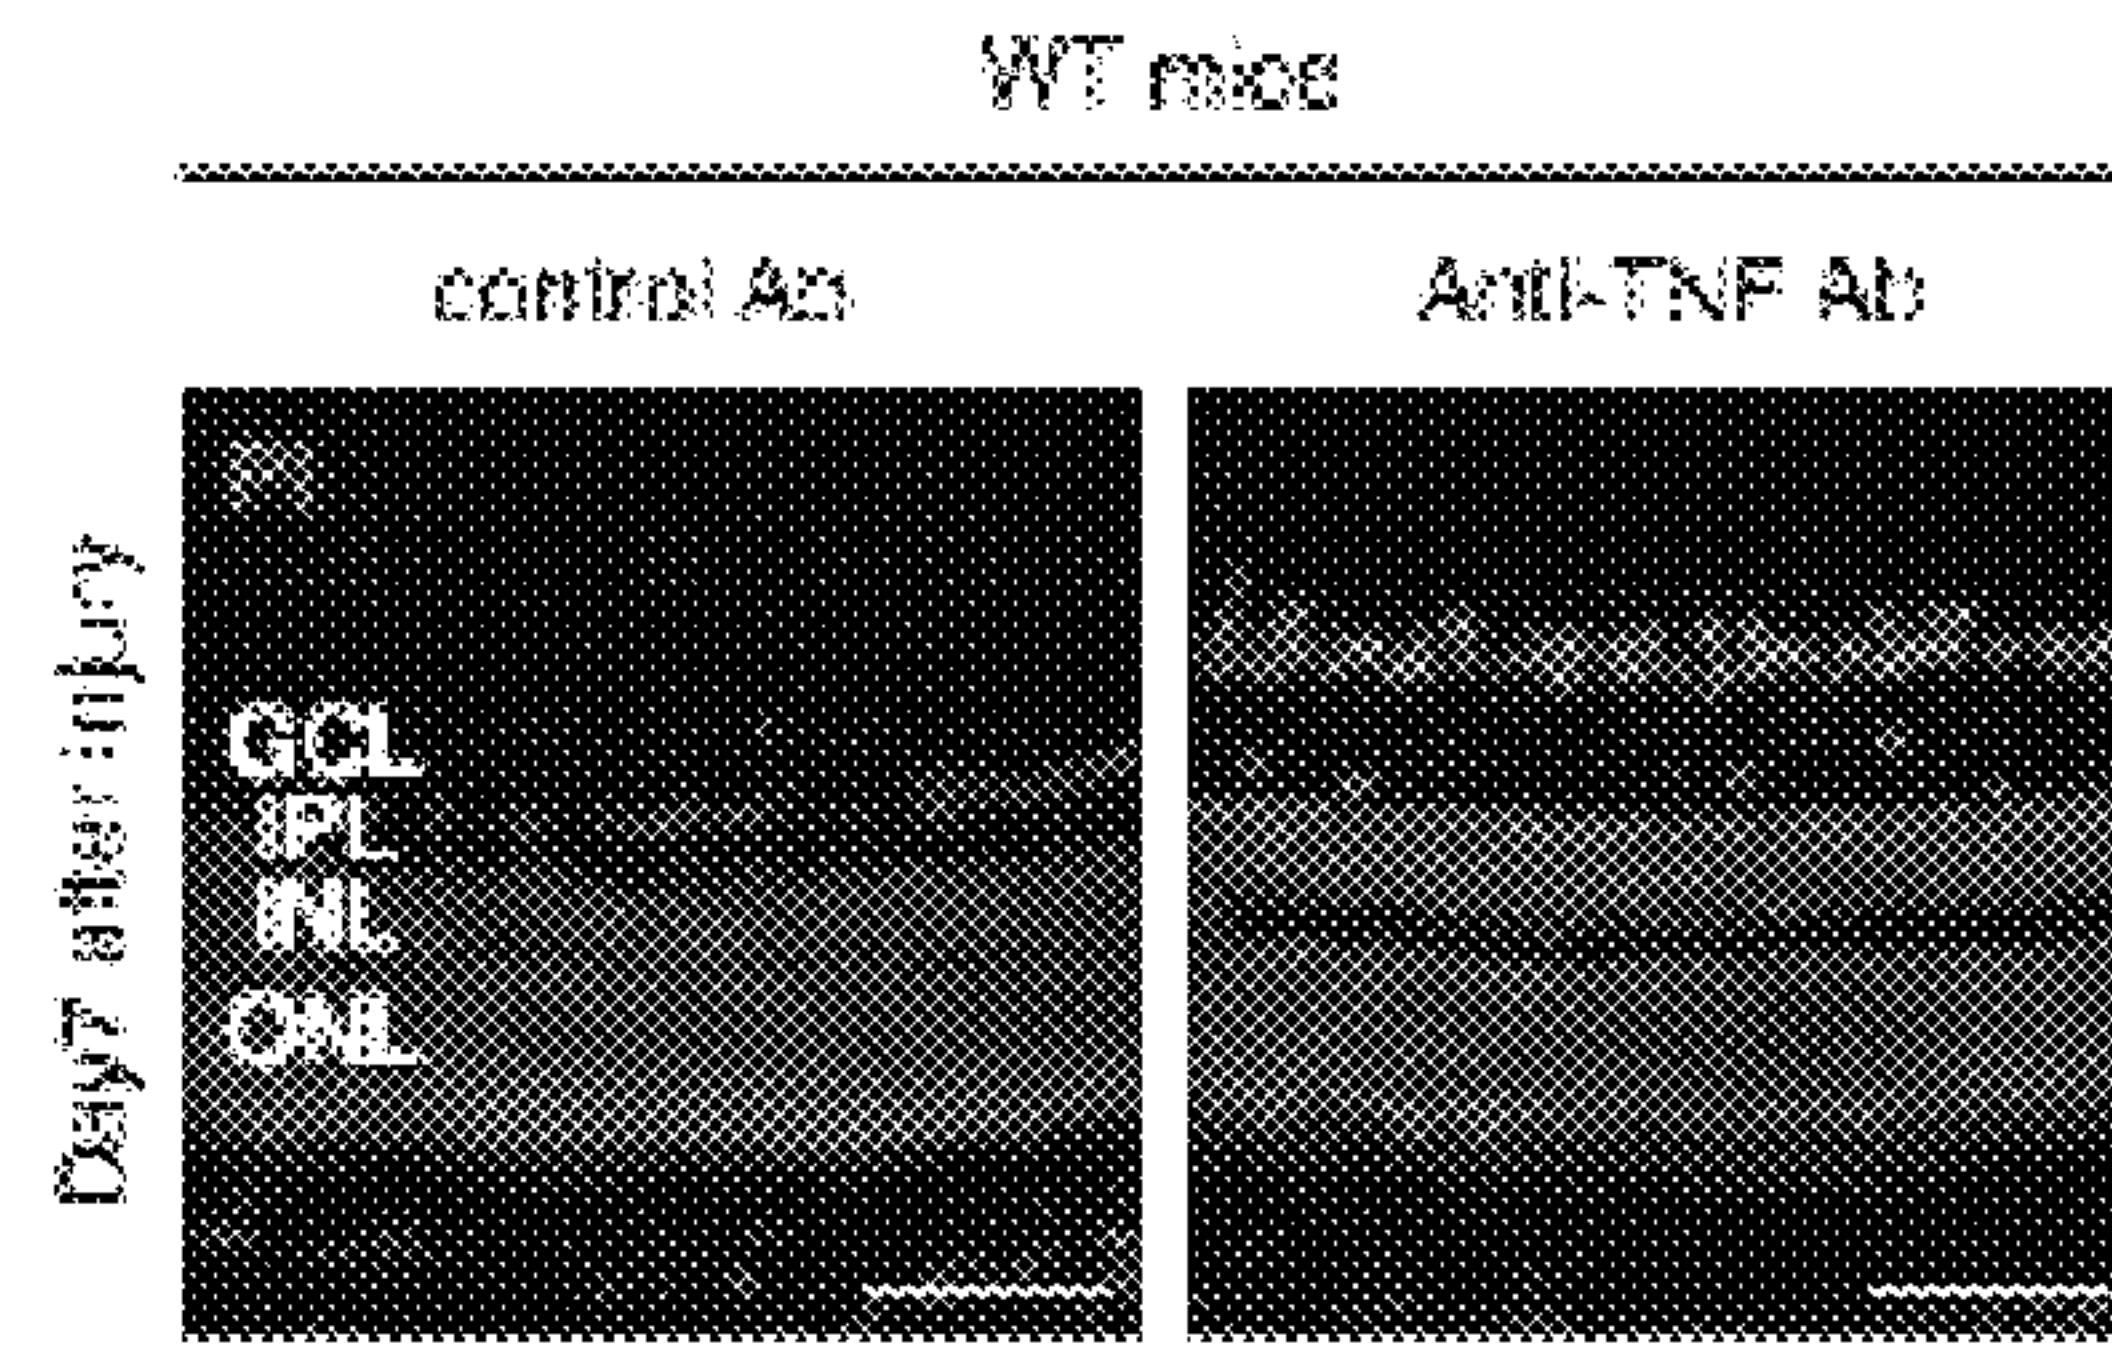 WT mice
control Ab
Anti-TNF Ab
Day7 after injury
GCL
IPL
INL
ONL